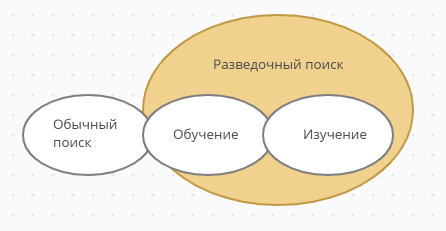 Разведочный поиск
Обычный
поиск
Обучение
Изучение